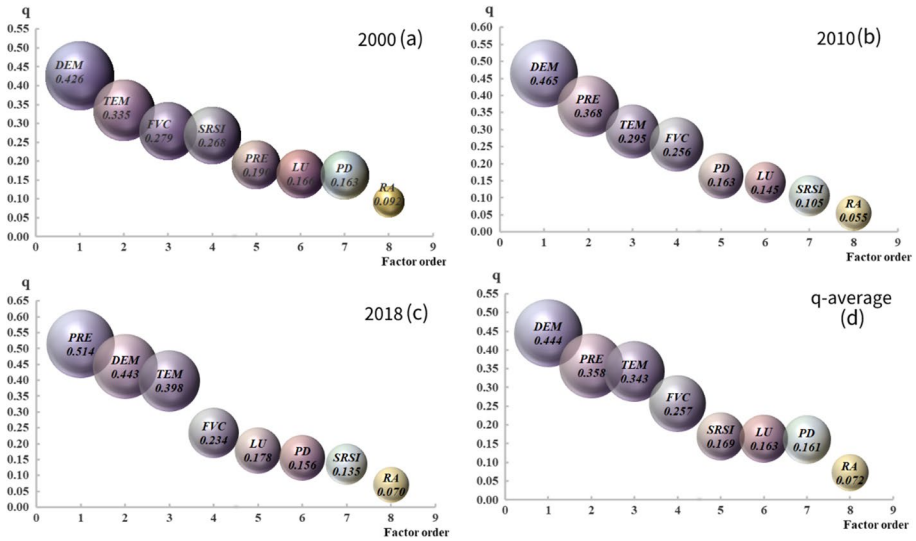 q
2000 (a)
0.55
0.50
0.45
0.40
0.35
0.30
0.25
0.20
0.15
0.10
0.05
0.00
DEM
0.426
TEM
0.335
FVC
0.279
SRSI
0.268
PRE
0.190
LU
PD
0.163
RA
0.092
0 1 2 3 4 5 6 7 8 9
Factor order
q
2010 (b)
0.60
0.55
0.50
0.45
0.40
0.35
0.30
0.25
0.20
0.15
0.10
0.05
0.00
DEM
0.465
PRE
0.368
TEM
0.295
FVC
0.256
PD
0.163
LU
0.145
SRSI
0.105
RA
0.055
0 1 2 3 4 5 6 7 8 9
Factor order
q
2018 (c)
0.65
0.60
0.55
0.50
0.45
0.40
0.35
0.30
0.25
0.20
0.15
0.10
0.05
0.00
PRE
0.514
DEM
0.443
TEM
0.398
FVC
0.234
LU
0.178
PD
0.156
SRSI
0.135
RA
0.070
0 1 2 3 4 5 6 7 8 9
Factor order
q
q-average
(d)
0.55
0.50
0.45
0.40
0.35
0.30
0.25
0.20
0.15
0.10
0.05
0.00
DEM
0.444
PRE
0.358
TEM
0.343
FVC
0.257
SRSI
0.169
LU
0.163
PD
0.161
RA
0.072
0 1 2 3 4 5 6 7 8 9
Factor order